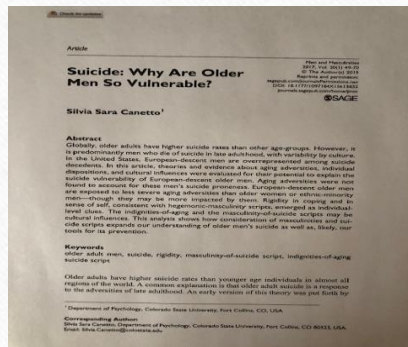 Check for updates
Article
Men and Masculinities
2017, Vol. 20(1) 49-70
© The Author(s) 2015
Reprints and permission:
sagepub.com/journalsPermissions.nav
DOI: 10.1177/1097184X15613832
journals.sagepub.com/home/jmm
SAGE
Suicide: Why Are Older
Men So Vulnerable?
Silvia Sara Canetto¹
Abstract
Globally, older adults have higher suicide rates than other age-groups. However, it
is predominantly men who die of suicide in late adulthood, with variability by culture.
In the United States, European-descent men are overrepresented among suicide
decedents. In this article, theories and evidence about aging adversities, individual
dispositions, and cultural influences were evaluated for their potential to explain the
suicide vulnerability of European-descent older men. Aging adversities were not
found to account for these men's suicide proneness. European-descent older men
are exposed to less severe aging adversities than older women or ethnic-minority
men—though they may be more impacted by them. Rigidity in coping and in
sense of self, consistent with hegemonic-masculinity scripts, emerged as individual-
level clues. The indignities-of-aging and the masculinity-of-suicide scripts may be
cultural influences. This analysis shows how consideration of masculinities and sui-
cide scripts expands our understanding of older men's suicide as well as, likely, our
tools for its prevention.
Keywords
older adult men, suicide, rigidity, masculinity-of-suicide script, indignities-of-aging
suicide script
Older adults have higher suicide rates than younger age individuals in almost all
regions of the world. A common explanation is that older adult suicide is a response
to the adversities of late adulthood. An early version of this theory was put forth by
¹ Department of Psychology, Colorado State University, Fort Collins, CO, USA
Corresponding Author:
Silvia Sara Canetto, Department of Psychology, Colorado State University, Fort Collins, CO 80523, USA.
Email: Silvia.Canetto@colostate.edu